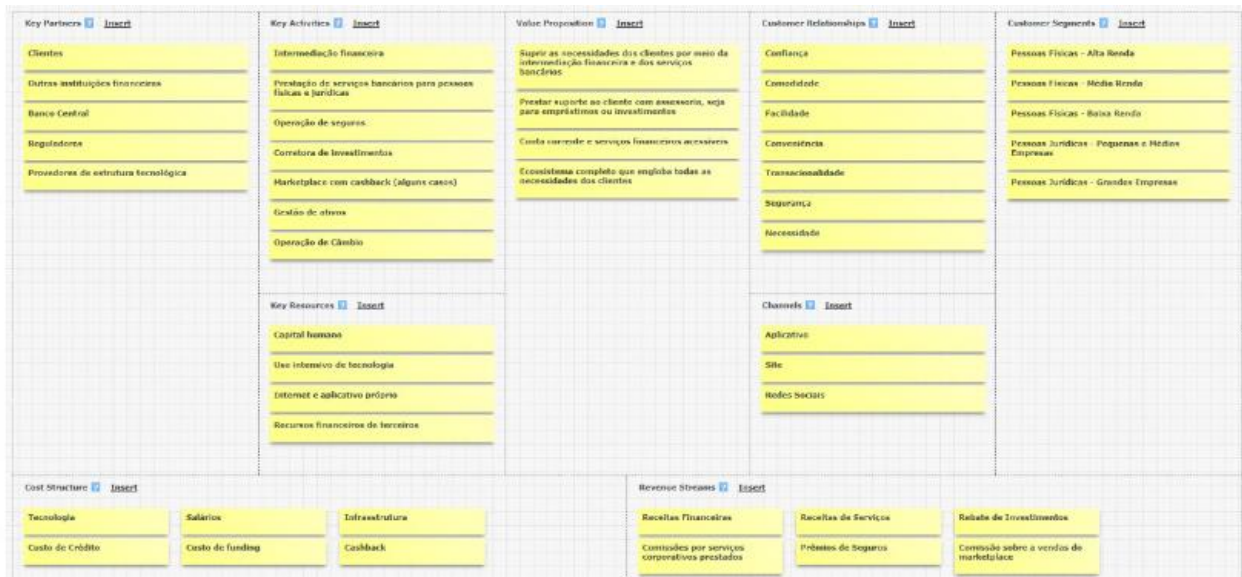 Key Partners ? Insert
Clientes
Outras instituições financeiras
Banco Central
Reguladores
Provedores de estrutura tecnológica
Key Activities ? Insert
Intermediação financeira
Prestação de serviços bancários para pessoas
físicas e jurídicas
Operação de seguros
Corretora de Investimentos
Marketplace com cashback (alguns casos)
Gestão de ativos
Operação de Câmbio
Key Resources ? Insert
Capital humano
Uso intensivo de tecnologia
Internet e aplicativo próprio
Recursos financeiros de terceiros
Value Proposition ? Insert
Suprir as necessidades dos clientes por meio da
intermediação financeira e dos serviços
bancários
Prestar suporte ao cliente com assessoria, seja
para empréstimos ou investimentos
Conta corrente e serviços financeiros acessíveis
Ecossistema completo que engloba todas as
necessidades dos clientes
Customer Relationships ? Insert
Confiança
Comodidade
Facilidade
Conveniência
Transacionalidade
Segurança
Necessidade
Channels ? Insert
Aplicativo
Site
Redes Sociais
Customer Segments ? Insert
Pessoas Físicas - Alta Renda
Pessoas Físicas - Média Renda
Pessoas Físicas - Baixa Renda
Pessoas Jurídicas - Pequenas e Médias
Empresas
Pessoas Jurídicas - Grandes Empresas
Cost Structure ? Insert
Tecnologia
Salários
Infraestrutura
Custo de Crédito
Custo de funding
Cashback
Revenue Streams ? Insert
Receitas Financeiras
Receitas de Serviços
Rebate de Investimentos
Comissões por serviços
corporativos prestados
Prêmios de Seguros
Comissão sobre a vendas do
marketplace